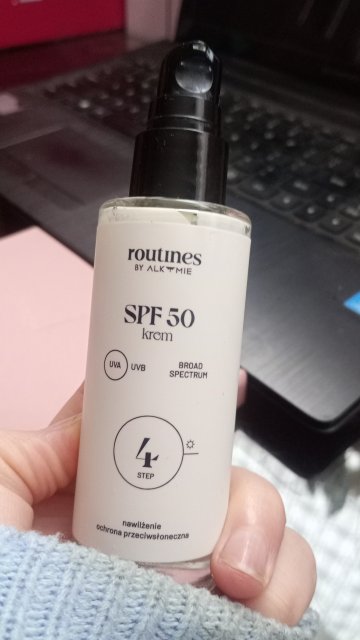 routines
BY ALKMIE
SPF 50
krem
UVA UVB
BROAD
SPECTRUM
4
STEP
nawilżenie
ochrona przeciwsłoneczna